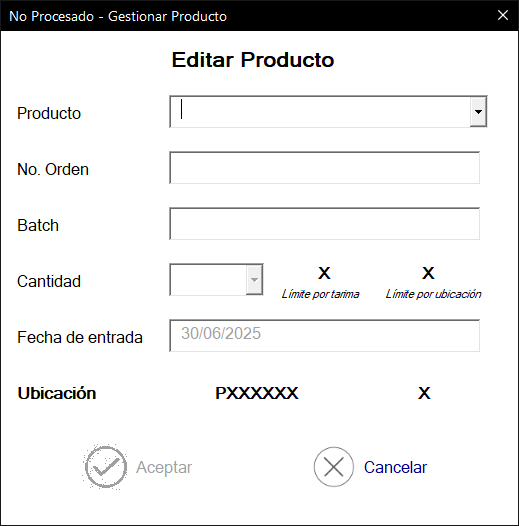 No Procesado - Gestionar Producto
Editar Producto
Producto
No. Orden
Batch
Cantidad X X
Límite por tarima Límite por ubicación
Fecha de entrada 30/06/2025
Ubicación PXXXXXX X
Aceptar Cancelar